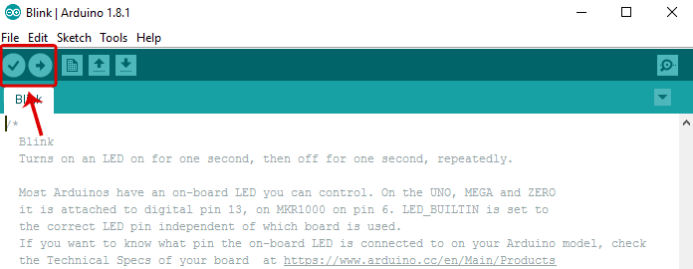 Blink | Arduino 1.8.1
File Edit Sketch Tools Help
Blink
/*
Blink
Turns on an LED on for one second, then off for one second, repeatedly.
Most Arduinos have an on-board LED you can control. On the UNO, MEGA and ZERO
it is attached to digital pin 13, on MKR1000 on pin 6. LED_BUILTIN is set to
the correct LED pin independent of which board is used.
If you want to know what pin the on-board LED is connected to on your Arduino model, check
the Technical Specs of your board  at https://www.arduino.cc/en/Main/Products